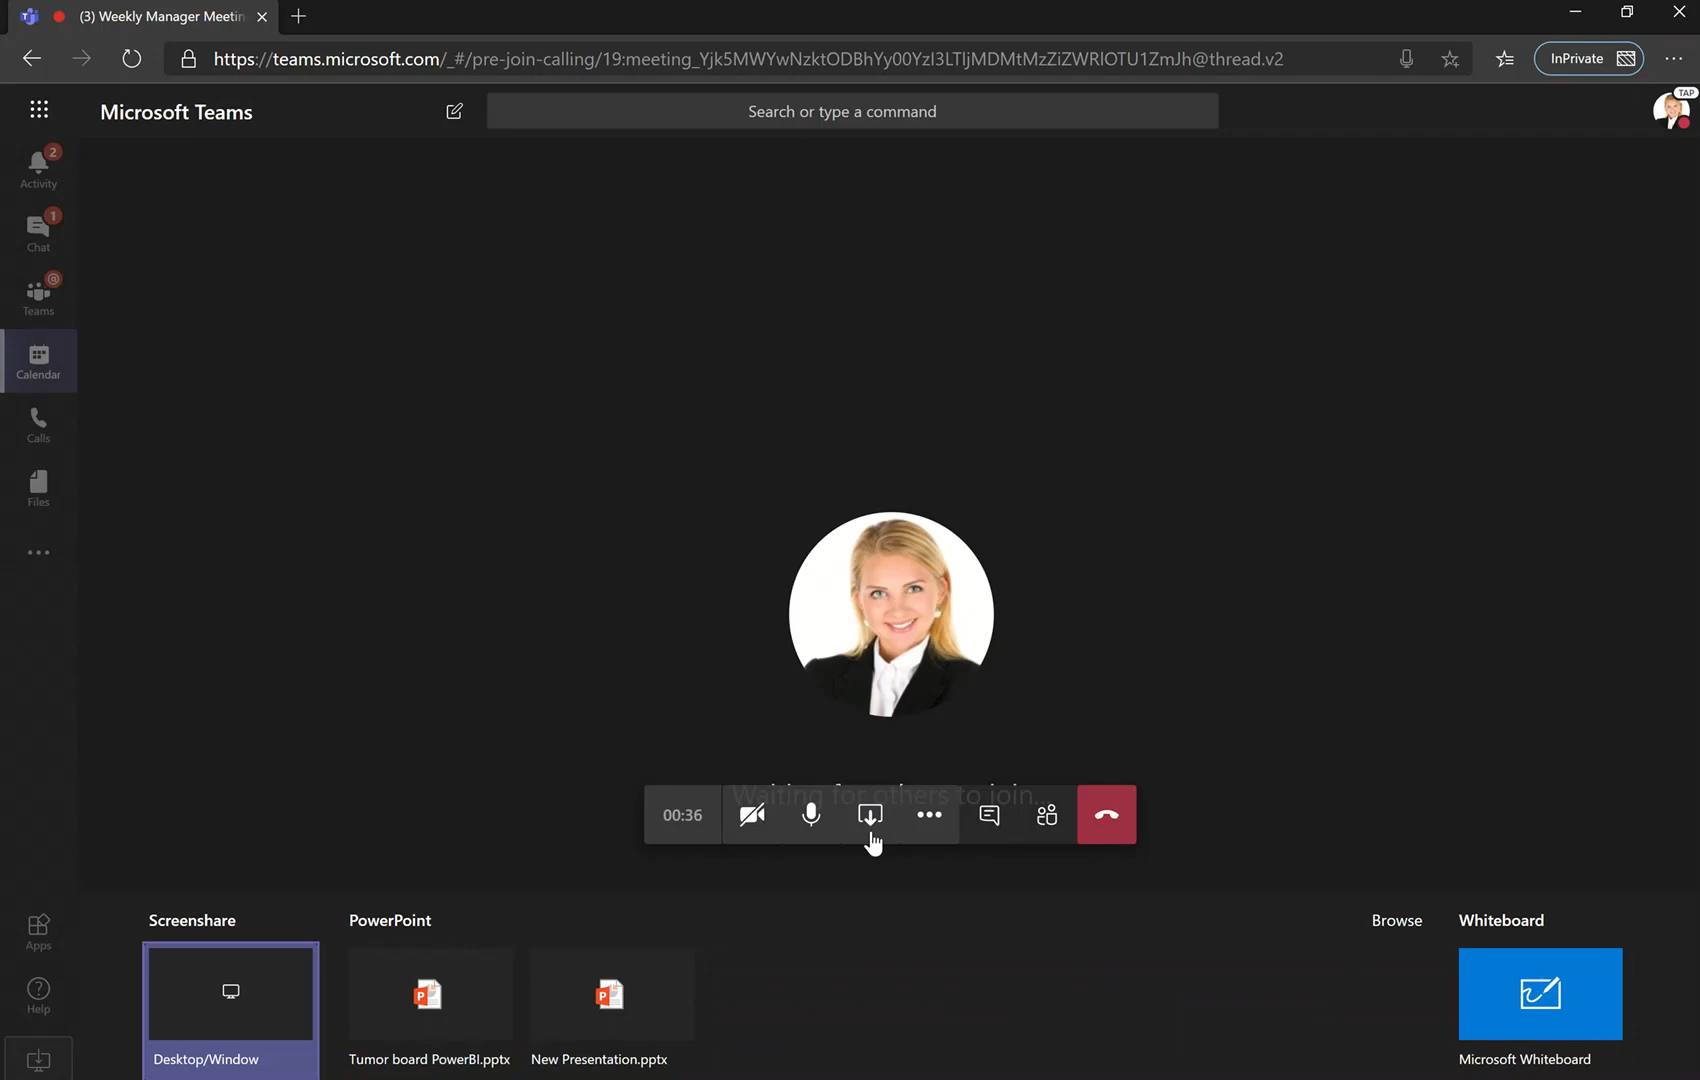 (3) Weekly Manager Meetin
https://teams.microsoft.com/_#/pre-join-calling/19:meeting_Yjk5MWYwNzktODBhYy00YzI3LTljMDMtMzZiZWRlOTU1ZmJh@thread.v2
InPrivate
Microsoft Teams
Search or type a command
TAP
2
Activity
1
Chat
@
Teams
Calendar
Calls
Files
Waiting for others to join...
00:36
Apps
Help
Screenshare
PowerPoint
Browse
Whiteboard
Desktop/Window
Tumor board PowerBI.pptx
New Presentation.pptx
Microsoft Whiteboard